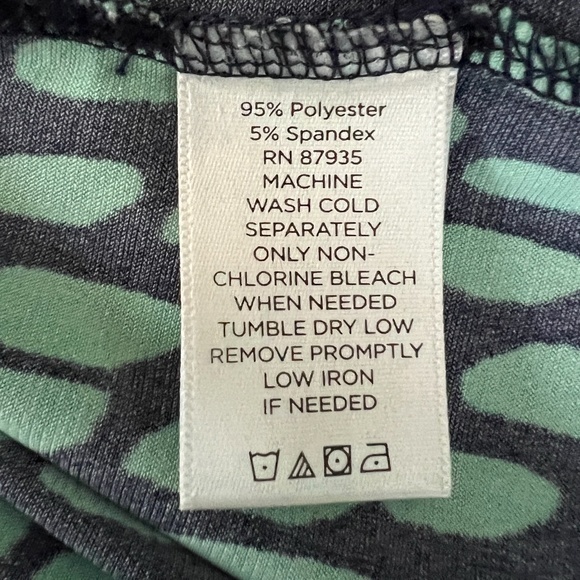 95% Polyester
5% Spandex
RN 87935
MACHINE
WASH COLD
SEPARATELY
ONLY NON-
CHLORINE BLEACH
WHEN NEEDED
TUMBLE DRY LOW
REMOVE PROMPTLY
LOW IRON
IF NEEDED